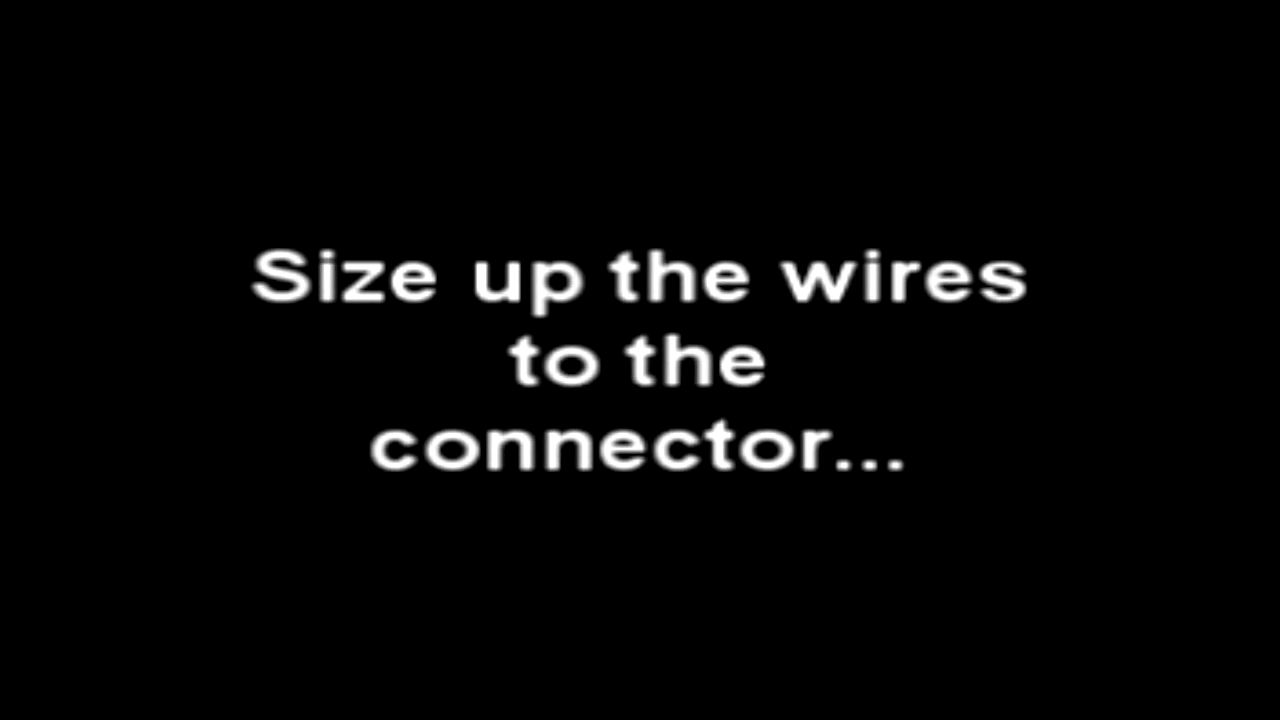 Size up the wires
to the
connector...